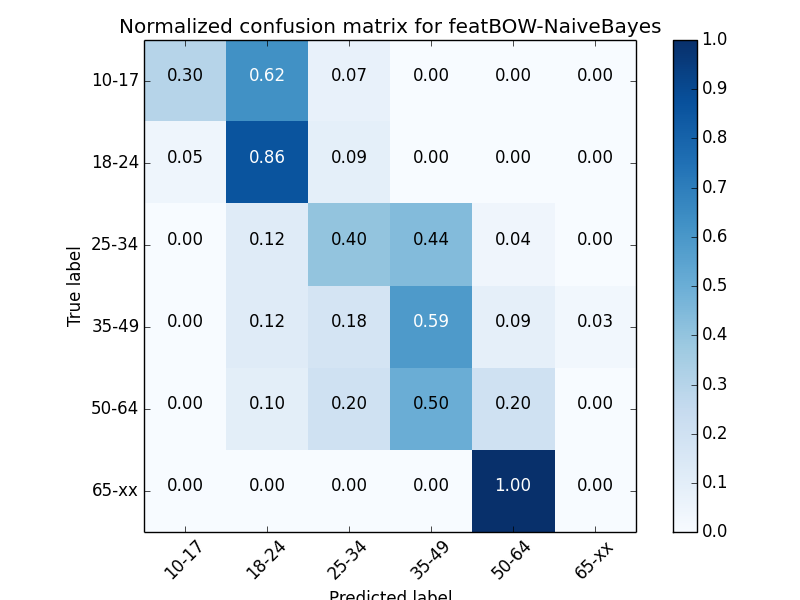 Normalized confusion matrix for featBOW-NaiveBayes
True label
10-17 0.30 0.62 0.07 0.00 0.00 0.00
18-24 0.05 0.86 0.09 0.00 0.00 0.00
25-34 0.00 0.12 0.40 0.44 0.04 0.00
35-49 0.00 0.12 0.18 0.59 0.09 0.03
50-64 0.00 0.10 0.20 0.50 0.20 0.00
65-xx 0.00 0.00 0.00 0.00 1.00 0.00
10-17 18-24 25-34 35-49 50-64 65-xx
Predicted label
1.0
0.9
0.8
0.7
0.6
0.5
0.4
0.3
0.2
0.1
0.0